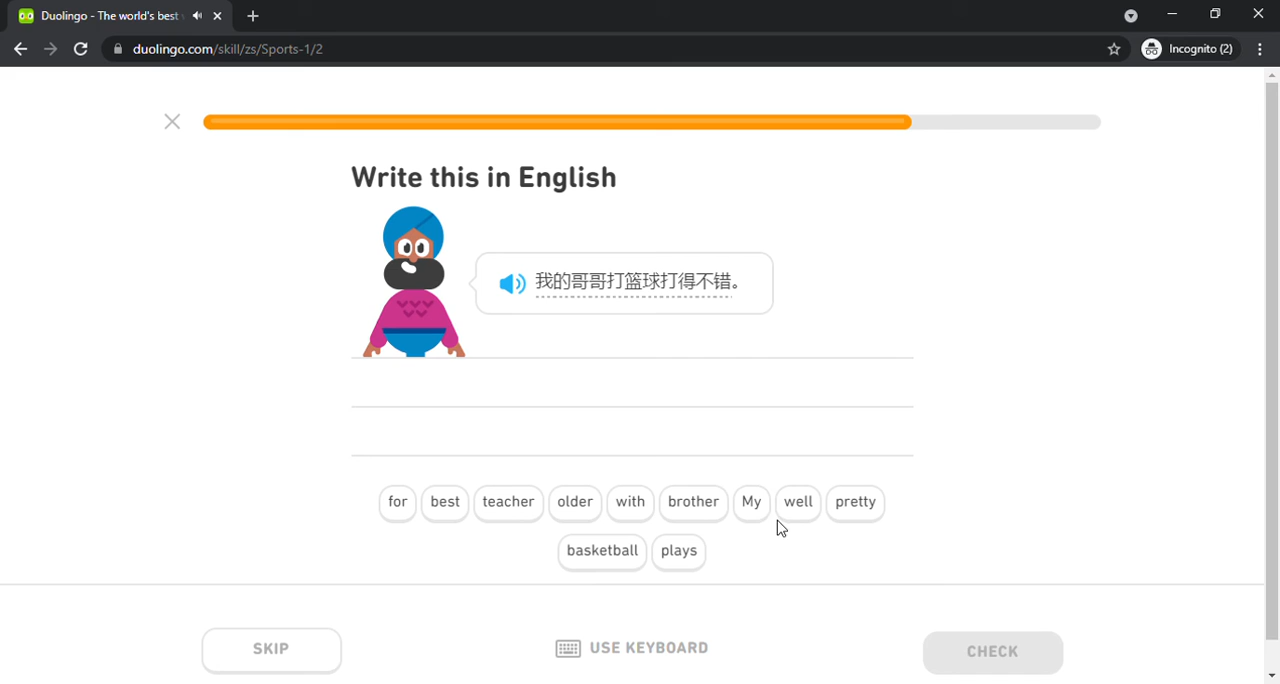 Duolingo - The world's best
duolingo.com/skill/zs/Sports-1/2
Incognito (2)
Write this in English
我的哥哥打篮球打得不错。
for best teacher older with brother My well pretty
basketball plays
SKIP
USE KEYBOARD
CHECK